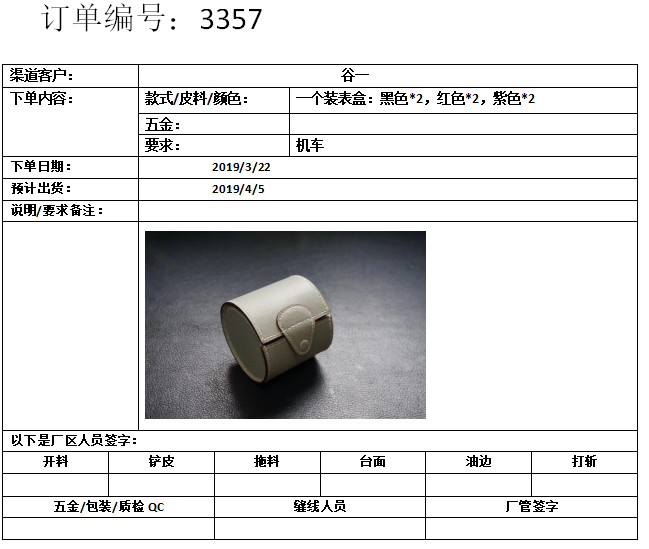 订单编号：3357
渠道客户： 谷一
下单内容： 款式/皮料/颜色： 一个装表盒：黑色*2，红色*2，紫色*2
五金：
要求： 机车
下单日期： 2019/3/22
预计出货： 2019/4/5
说明/要求备注：
以下是厂区人员签字：
开料 铲皮 拖料 台面 油边 打斩
五金/包装/质检 QC 缝线人员 厂管签字